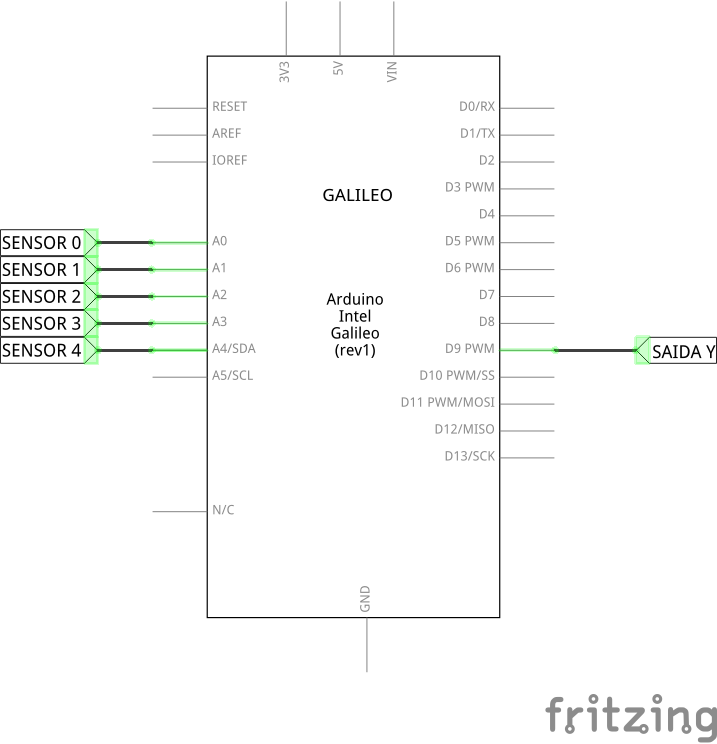 3V3
5V
VIN
RESET
D0/RX
AREF
D1/TX
IOREF
D2
D3 PWM
GALILEO
D4
SENSOR 0
A0
D5 PWM
SENSOR 1
A1
D6 PWM
SENSOR 2
A2
D7
Arduino
Intel
Galileo
(rev1)
SENSOR 3
A3
D8
SENSOR 4
A4/SDA
D9 PWM
SAIDA Y
A5/SCL
D10 PWM/SS
D11 PWM/MOSI
D12/MISO
D13/SCK
N/C
GND
fritzing